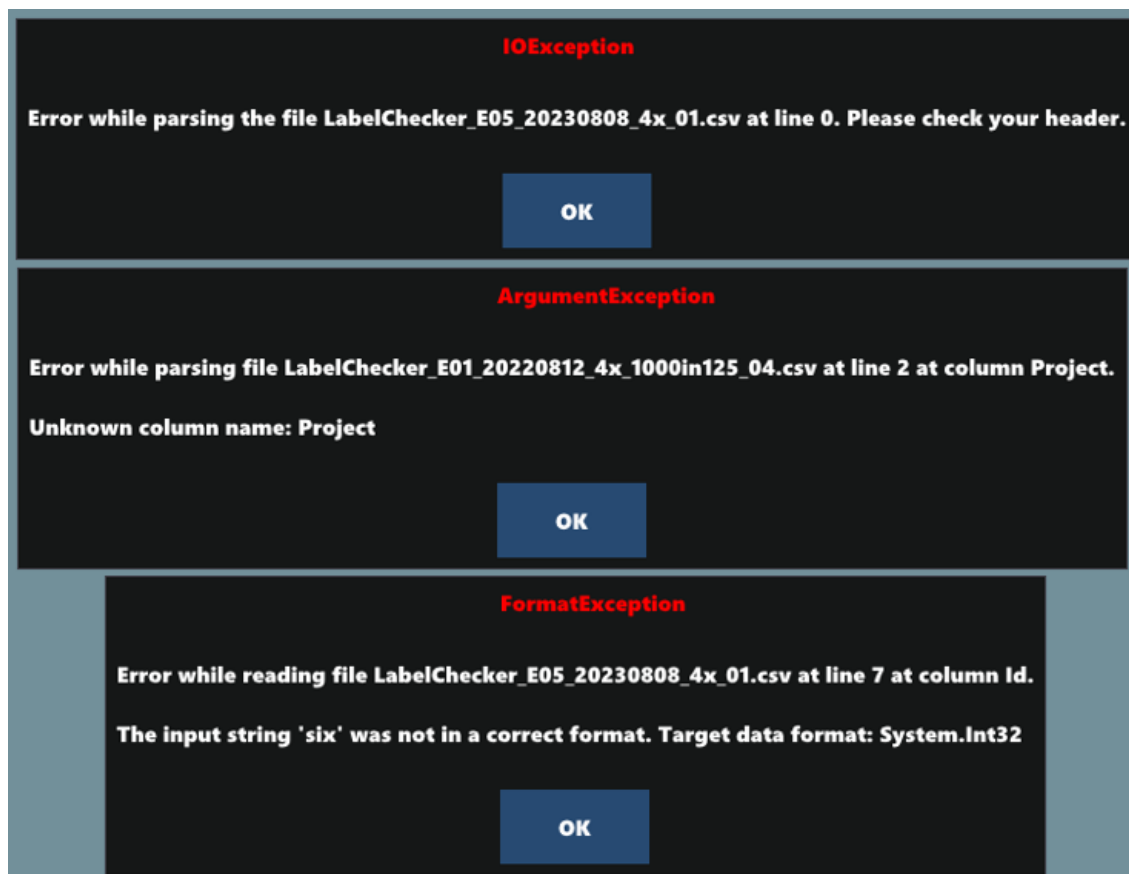 IOException
Error while parsing the file LabelChecker_E05_20230808_4x_01.csv at line 0. Please check your header.
OK
ArgumentException
Error while parsing file LabelChecker_E01_20220812_4x_1000in125_04.csv at line 2 at column Project.
Unknown column name: Project
OK
FormatException
Error while reading file LabelChecker_E05_20230808_4x_01.csv at line 7 at column Id.
The input string 'six' was not in a correct format. Target data format: System.Int32
OK